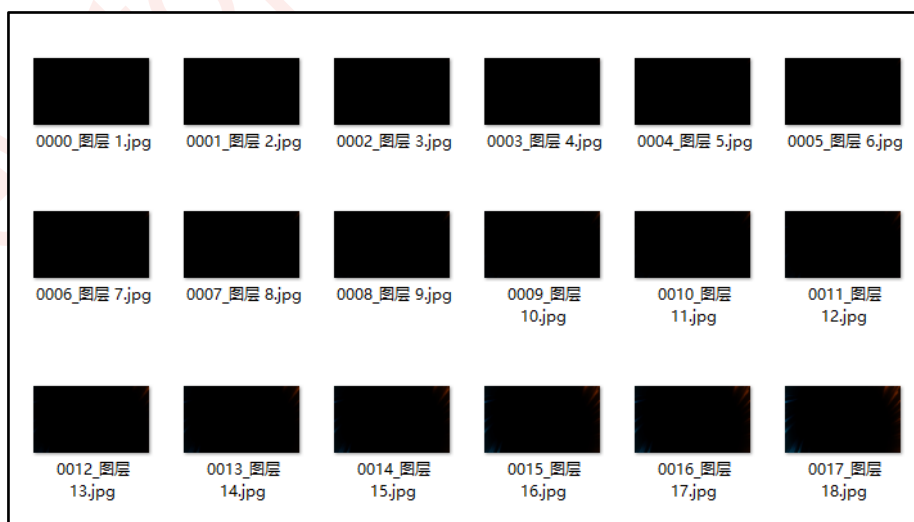 0000_图层 1.jpg
0001_图层 2.jpg
0002_图层 3.jpg
0003_图层 4.jpg
0004_图层 5.jpg
0005_图层 6.jpg
0006_图层 7.jpg
0007_图层 8.jpg
0008_图层 9.jpg
0009_图层
10.jpg
0010_图层
11.jpg
0011_图层
12.jpg
0012_图层
13.jpg
0013_图层
14.jpg
0014_图层
15.jpg
0015_图层
16.jpg
0016_图层
17.jpg
0017_图层
18.jpg